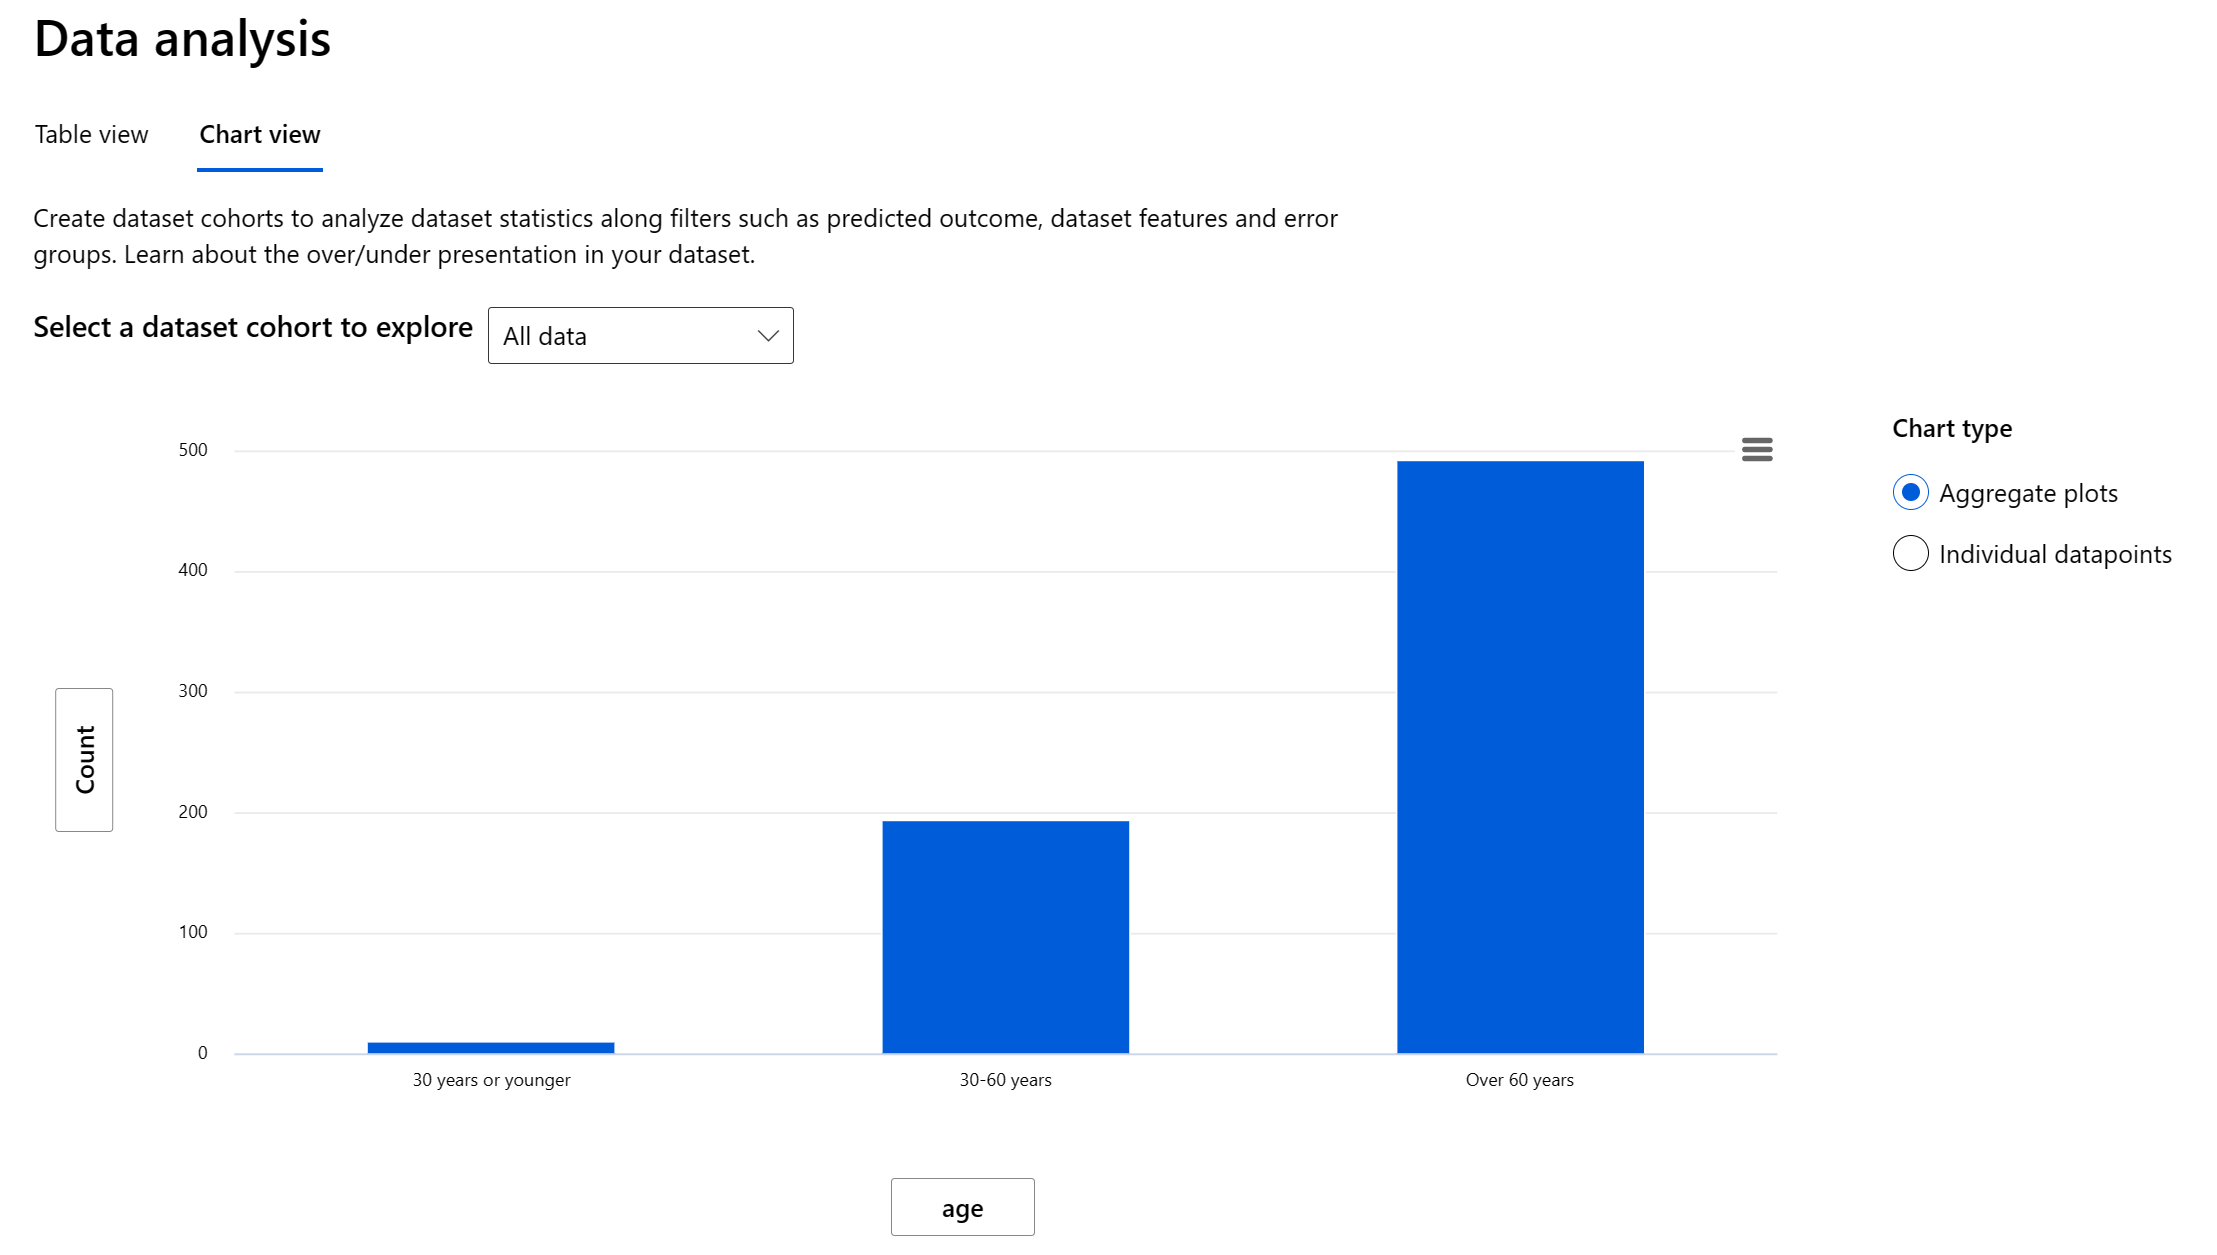 Data analysis
Table view
Chart view
Create dataset cohorts to analyze dataset statistics along filters such as predicted outcome, dataset features and error
groups. Learn about the over/under presentation in your dataset.
Select a dataset cohort to explore
All data
500
400
300
200
100
0
Count
30 years or younger
30-60 years
Over 60 years
age
Chart type
Aggregate plots
Individual datapoints